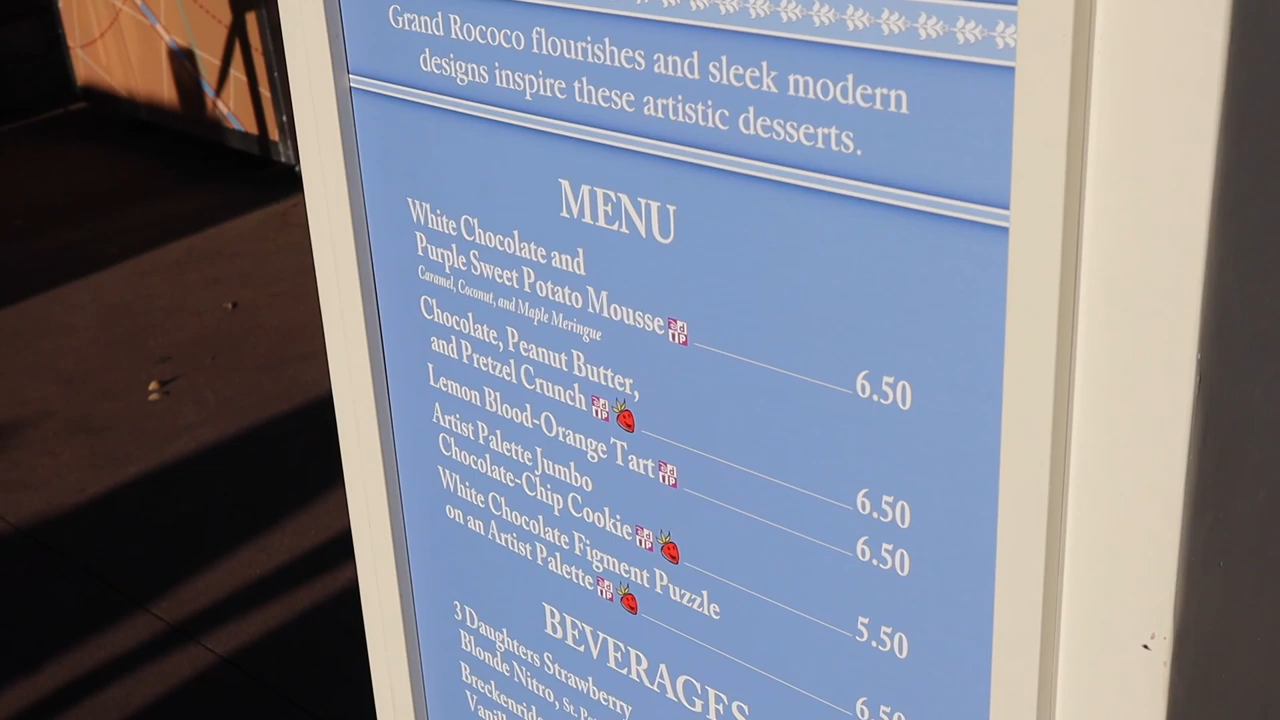 Grand Rococo flourishes and sleek modern
designs inspire these artistic desserts.
MENU
White Chocolate and
Purple Sweet Potato Mousse 6.50
Caramel, Coconut, and Maple Meringue
Chocolate, Peanut Butter,
and Pretzel Crunch 6.50
Lemon Blood-Orange Tart 6.50
Artist Palette Jumbo
Chocolate-Chip Cookie 5.50
White Chocolate Figment Puzzle
on an Artist Palette 6.50
BEVERAGES
3 Daughters Strawberry
Blonde Nitro, St.